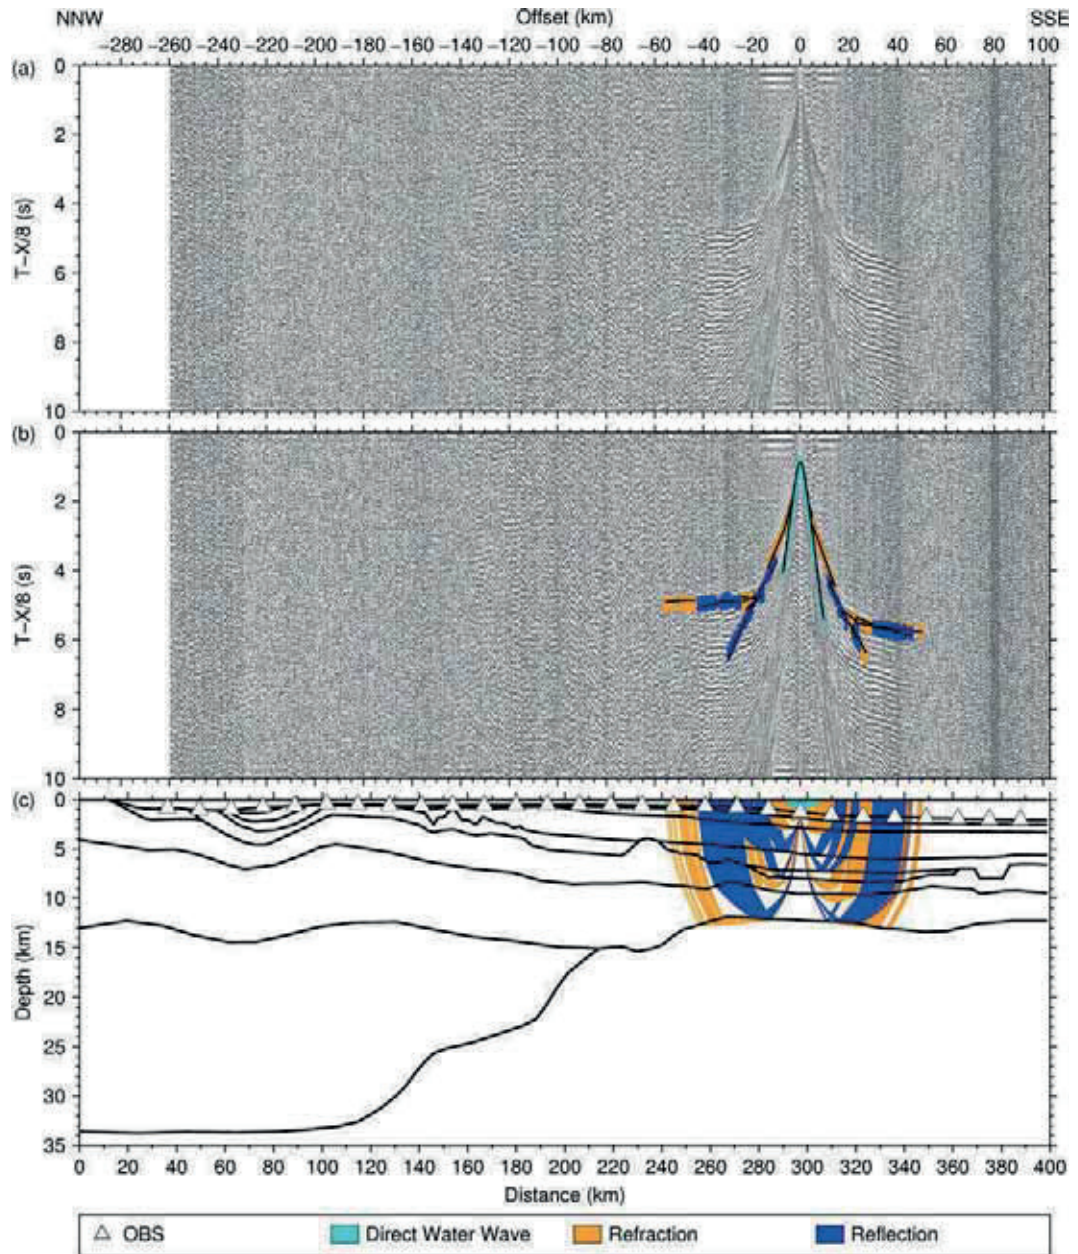 NNW Offset (km) SSE
-280 -260 -240 -220 -200 -180 -160 -140 -120 -100 -80 -60 -40 -20 0 20 40 60 80 100
(a)
0
2
4
6
8
10
T-X/8 (s)
(b)
0
2
4
6
8
10
T-X/8 (s)
(c)
0
5
10
15
20
25
30
35
Depth (km)
0 20 40 60 80 100 120 140 160 180 200 220 240 260 280 300 320 340 360 380 400
Distance (km)
OBS Direct Water Wave Refraction Reflection